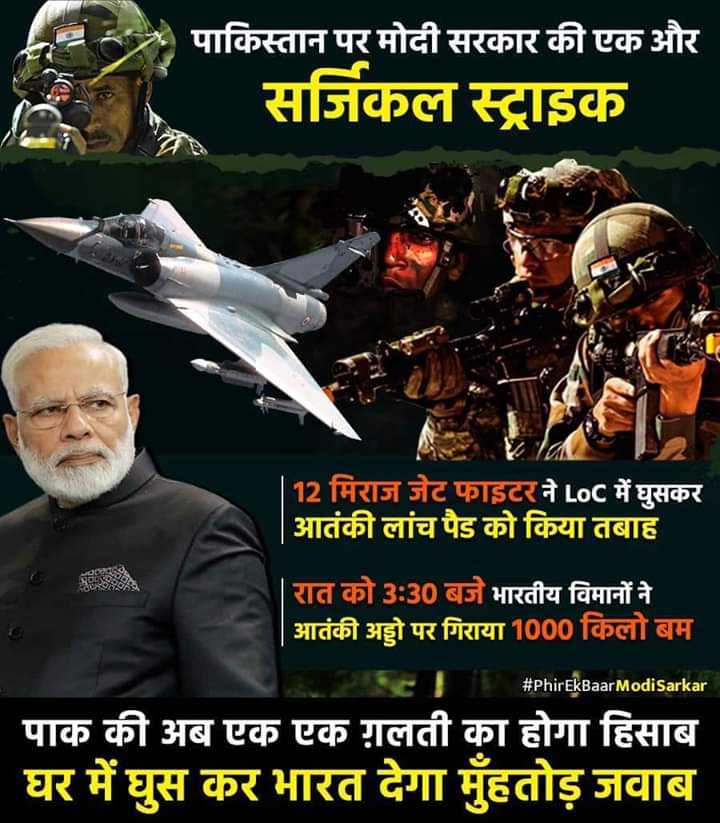 पाकिस्तान पर मोदी सरकार की एक और
सर्जिकल स्ट्राइक
12 मिराज जेट फाइटर ने LoC में घुसकर
आतंकी लांच पैड को किया तबाह
रात को 3:30 बजे भारतीय विमानों ने
आतंकी अड्डो पर गिराया 1000 किलो बम
#PhirEkBaarModiSarkar
पाक की अब एक एक ग़लती का होगा हिसाब
घर में घुस कर भारत देगा मुँहतोड़ जवाब